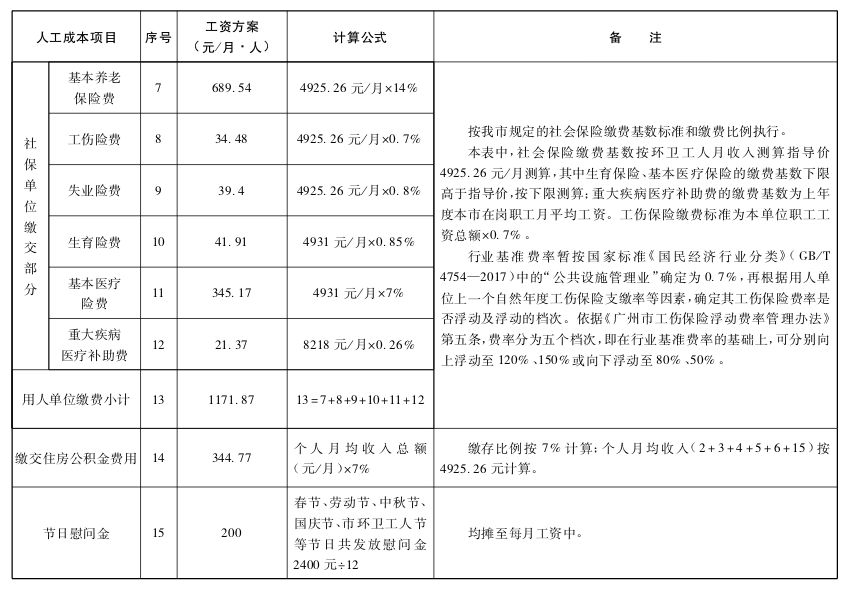 人工成本项目 序号 工资方案 计算公式 备 注
（元/月·人）
社保单位缴交部分
基本养老
保险费 7 689.54 4925.26 元/月×14%
工伤险费 8 34.48 4925.26 元/月×0.7%
失业险费 9 39.4 4925.26 元/月×0.8%
生育险费 10 41.91 4931 元/月×0.85%
基本医疗
险费 11 345.17 4931 元/月×7%
重大疾病
医疗补助费 12 21.37 8218 元/月×0.26%
用人单位缴费小计 13 1171.87 13=7+8+9+10+11+12
按我市规定的社会保险缴费基数标准和缴费比例执行。
本表中，社会保险缴费基数按环卫工人月收入测算指导价
4925.26 元/月测算，其中生育保险、基本医疗保险的缴费基数下限
高于指导价，按下限测算；重大疾病医疗补助费的缴费基数为上年
度本市在岗职工月平均工资。工伤保险缴费标准为本单位职工工
资总额×0.7%。
行业基准费率暂按国家标准《国民经济行业分类》（GB/T
4754—2017）中的“公共设施管理业”确定为 0.7%，再根据用人单
位上一个自然年度工伤保险支缴率等因素，确定其工伤保险费率是
否浮动及浮动的档次。依据《广州市工伤保险浮动费率管理办法》
第五条，费率分为五个档次，即在行业基准费率的基础上，可分别向
上浮动至 120%、150%或向下浮动至 80%、50%。
缴交住房公积金费用 14 344.77
个人月均收入总额
（元/月）×7%
缴存比例按 7%计算；个人月均收入（2+3+4+5+6+15）按
4925.26 元计算。
节日慰问金 15 200
春节、劳动节、中秋节、
国庆节、市环卫工人节
等节日共发放慰问金
2400 元÷12
均摊至每月工资中。